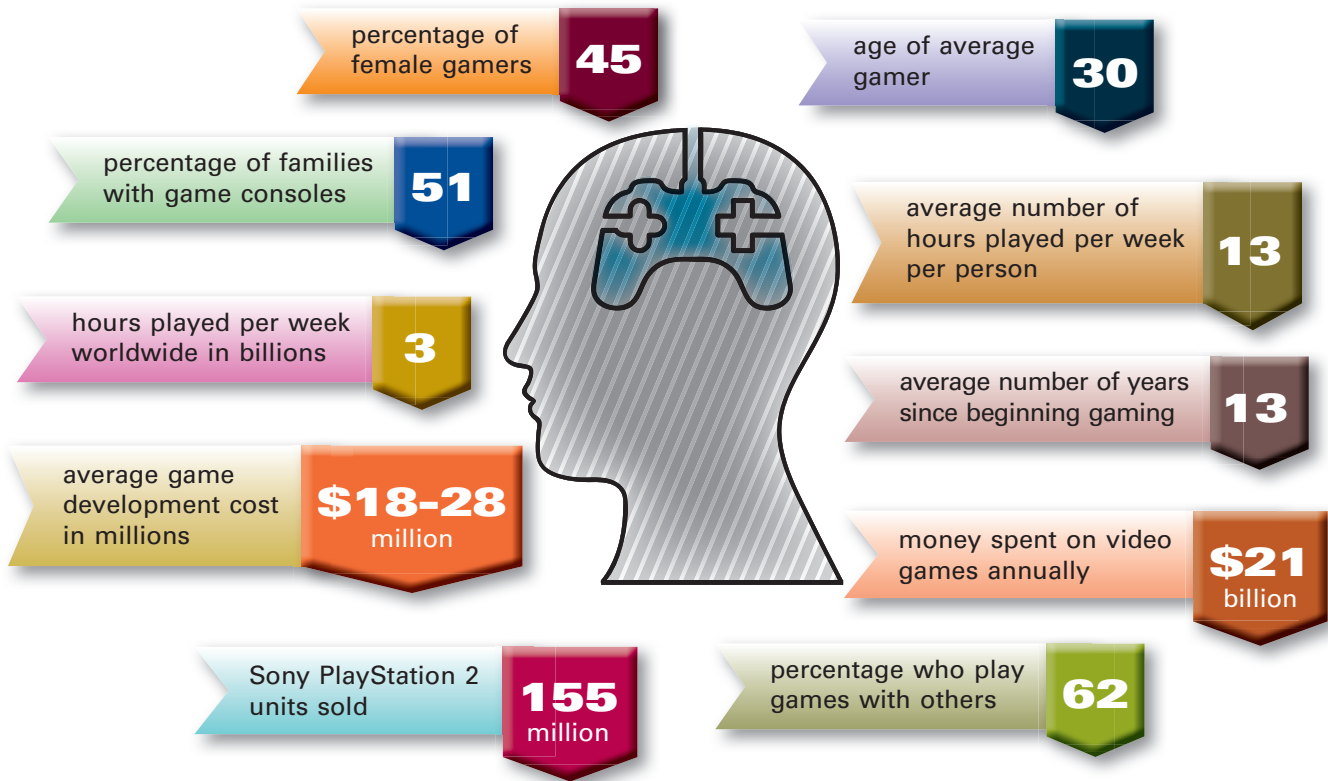 percentage of
female gamers
45
age of average
gamer
30
percentage of families
with game consoles
51
average number of
hours played per week
per person
13
hours played per week
worldwide in billions
3
average number of years
since beginning gaming
13
average game
development cost
in millions
$18-28
million
money spent on video
games annually
$21
billion
Sony PlayStation 2
units sold
155
million
percentage who play
games with others
62